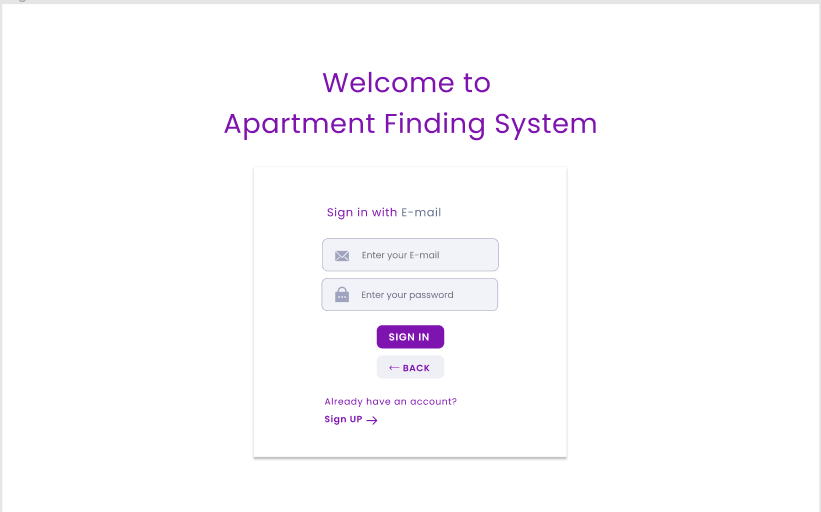 Welcome to
Apartment Finding System
Sign in with E-mail
Enter your E-mail
Enter your password
SIGN IN
← BACK
Already have an account?
Sign UP →